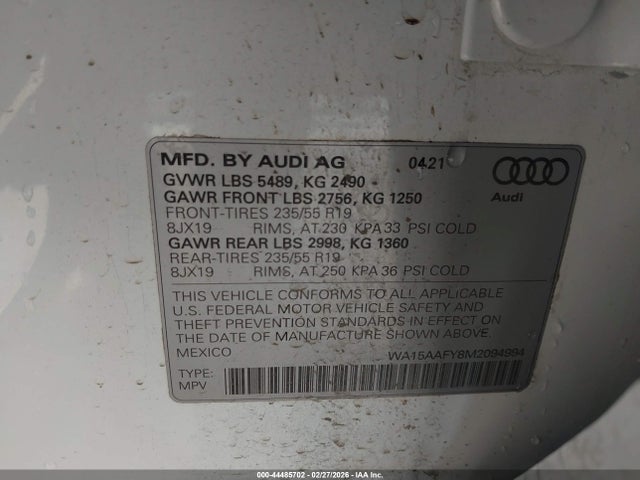 MFD. BY AUDI AG 0421
GVWR LBS 5489, KG 2490
GAWR FRONT LBS 2756, KG 1250
FRONT-TIRES 235/55 R19
8JX19 RIMS, AT 230 KPA 33 PSI COLD
GAWR REAR LBS 2998, KG 1360
REAR-TIRES 235/55 R19
8JX19 RIMS, AT 250 KPA 36 PSI COLD
Audi
THIS VEHICLE CONFORMS TO ALL APPLICABLE
U.S. FEDERAL MOTOR VEHICLE SAFETY AND
THEFT PREVENTION STANDARDS IN EFFECT ON
THE DATE OF MANUFACTURE SHOWN ABOVE.
MEXICO WA15AAFY8M2094994
TYPE:
MPV
000-44485702 - 02/27/2026 - IAAI.COM